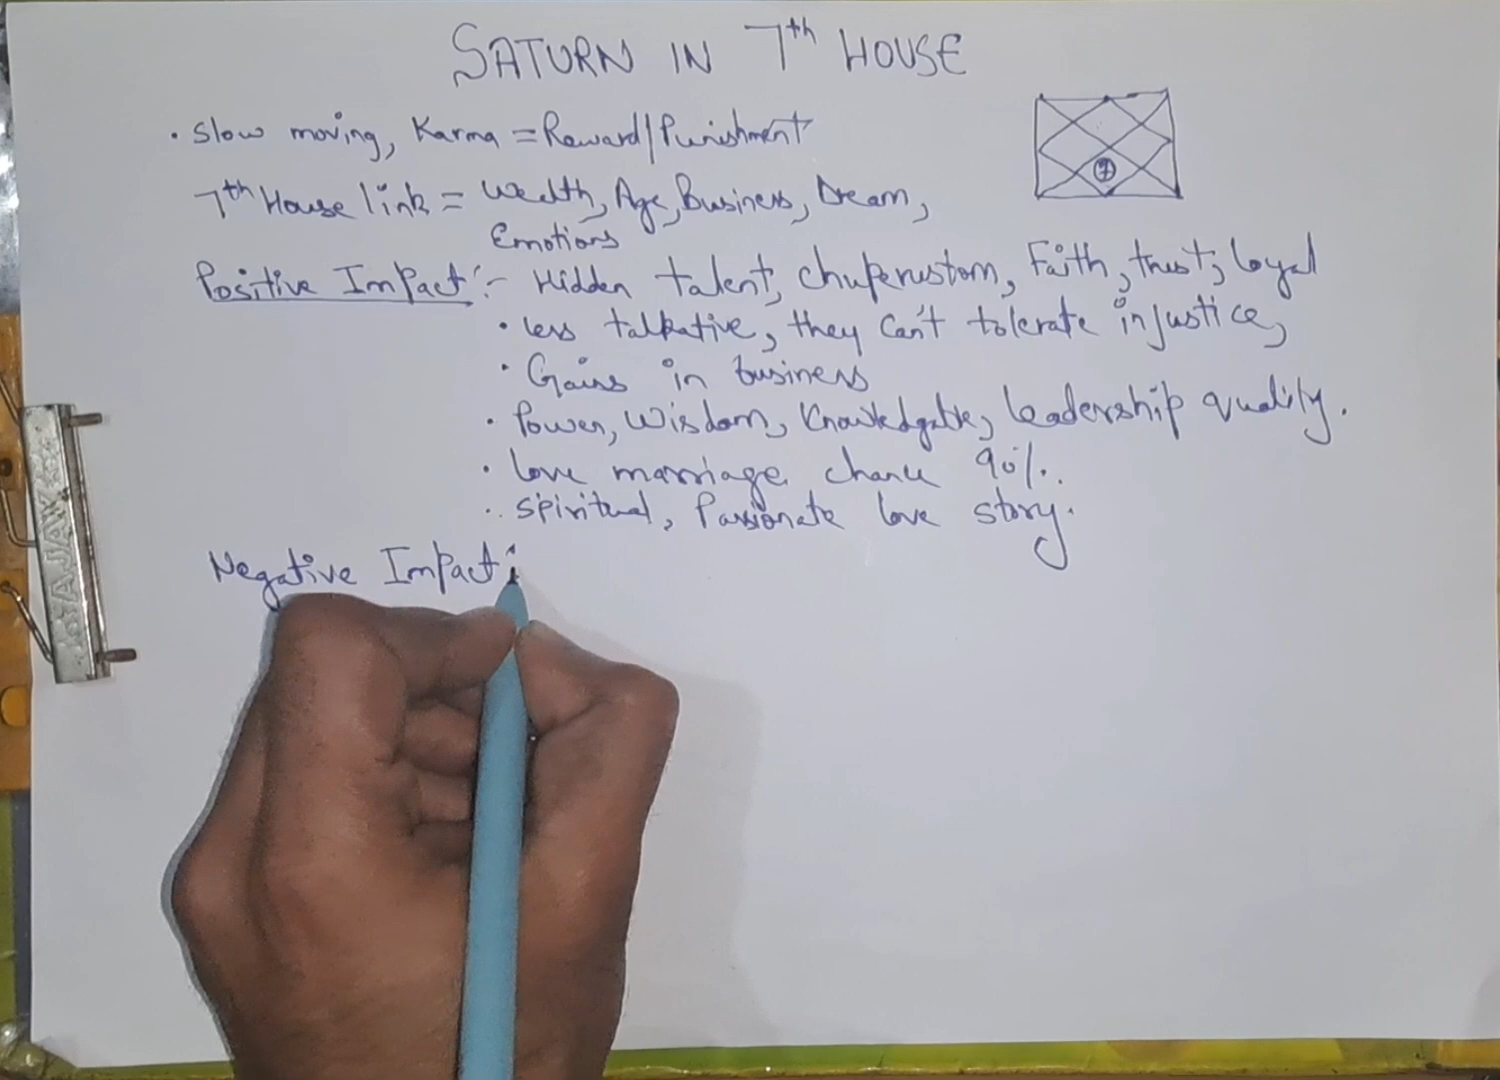 SATURN IN 7th HOUSE
• Slow moving, Karma = Reward/Punishment
7th House link = Wealth, Age, Business, Dream,
Emotions
Positive Impact :- Hidden talent, chuperustom, Faith, trust, loyal
• less talkative, they can't tolerate injustice,
• Gains in business
• Power, Wisdom, Knowledgable, leadership quality.
• love marriage chance 90%.
• Spiritual, Passionate love story.
Negative Impact :
7
AJAY